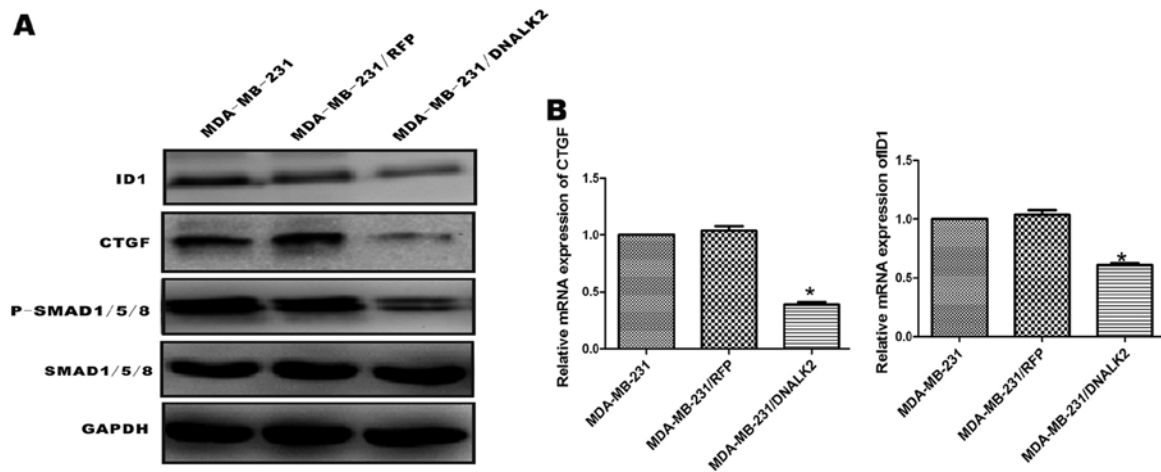 A
MDA-MB-231
MDA-MB-231/RFP
MDA-MB-231/DNALK2
ID1
CTGF
P-SMAD1/5/8
SMAD1/5/8
GAPDH
B
Relative mRNA expression of CTGF
1.5
1.0
0.5
0.0
*
MDA-MB-231
MDA-MB-231/RFP
MDA-MB-231/DNALK2
Relative mRNA expression ofID1
1.5
1.0
0.5
0.0
*
MDA-MB-231
MDA-MB-231/RFP
MDA-MB-231/DNALK2